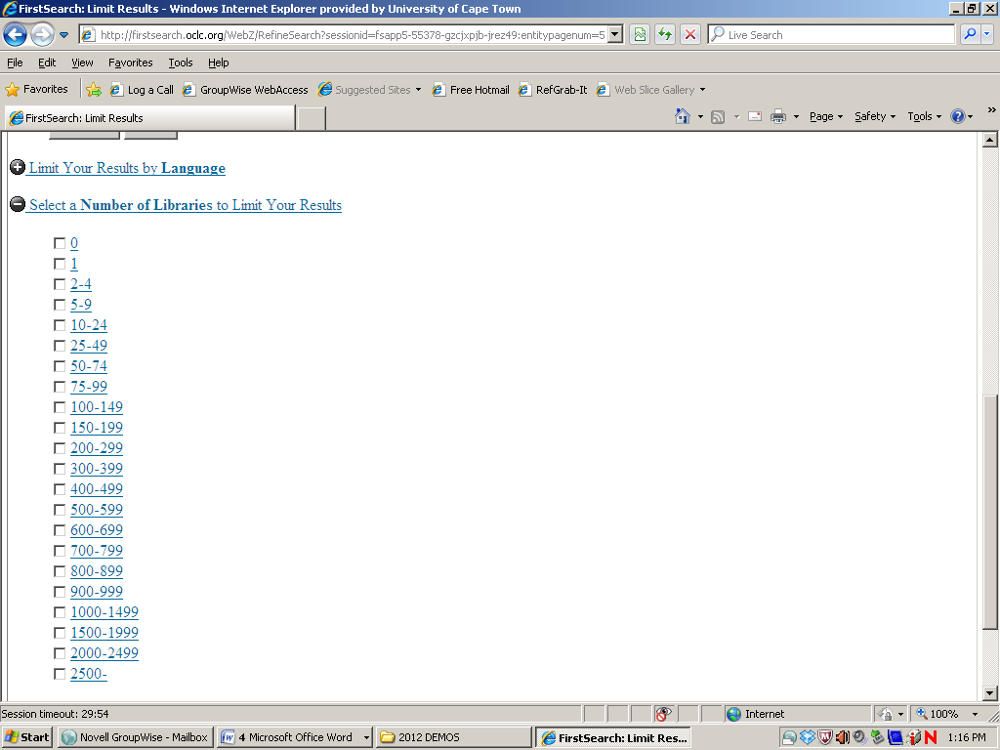 FirstSearch: Limit Results - Windows Internet Explorer provided by University of Cape Town
http://firstsearch.oclc.org/WebZ/RefineSearch?sessionid=fsapp5-55378-gzcjxpjb-jrez49:entitypagenum=5 Live Search
File Edit View Favorites Tools Help
Favorites Log a Call GroupWise WebAccess Suggested Sites Free Hotmail RefGrab-It Web Slice Gallery
FirstSearch: Limit Results Page Safety Tools »
Limit Your Results by Language
Select a Number of Libraries to Limit Your Results
0
1
2-4
5-9
10-24
25-49
50-74
75-99
100-149
150-199
200-299
300-399
400-499
500-599
600-699
700-799
800-899
900-999
1000-1499
1500-1999
2000-2499
2500-
Session timeout: 29:54 Internet 100%
Start Novell GroupWise - Mailbox 4 Microsoft Office Word 2012 DEMOS FirstSearch: Limit Res... 1:16 PM